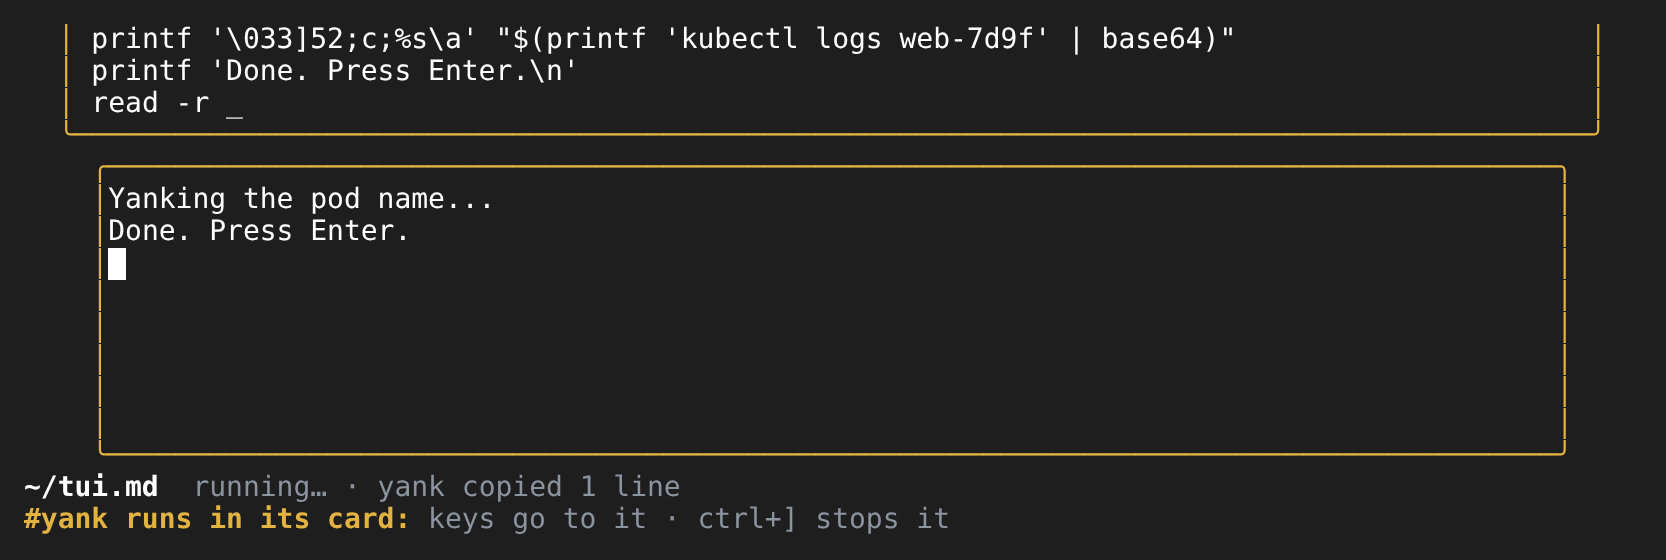 printf '\033]52;c;%s\a' "$(printf 'kubectl logs web-7d9f' | base64)"
printf 'Done. Press Enter.\n'
read -r _
Yanking the pod name...
Done. Press Enter.
~/tui.md  running… · yank copied 1 line
#yank runs in its card: keys go to it · ctrl+] stops it